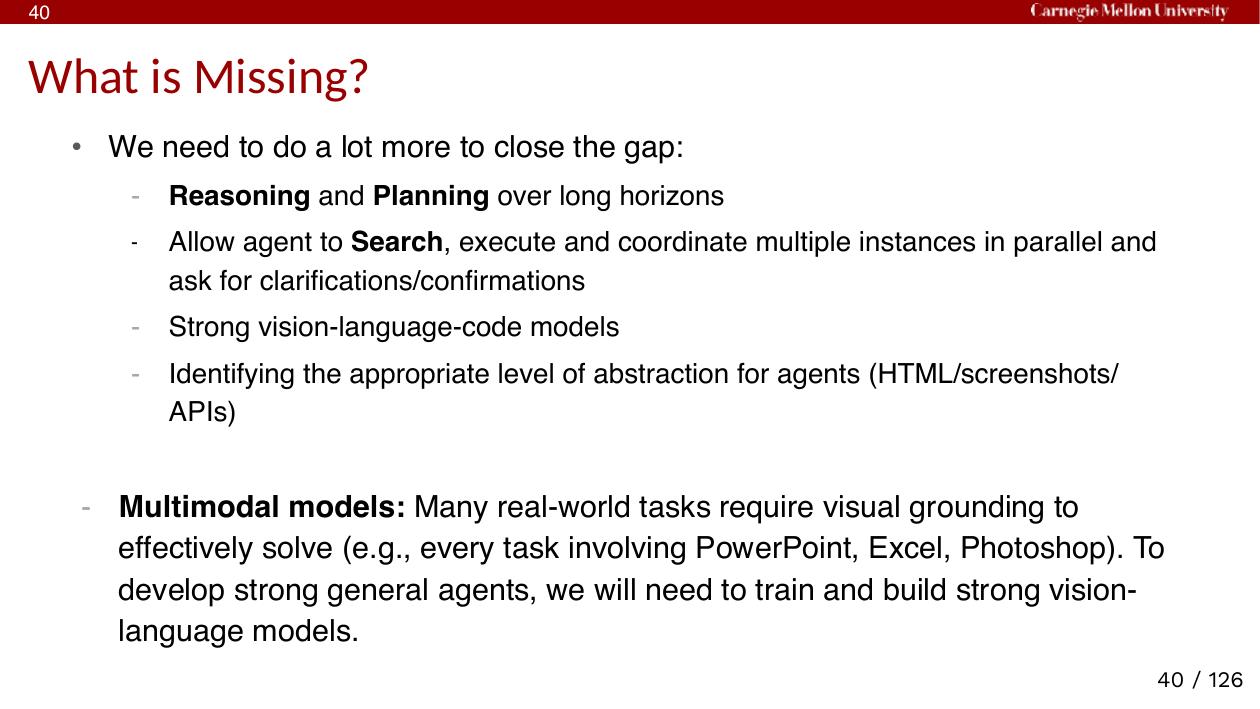 40
Carnegie Mellon University
What is Missing?
• We need to do a lot more to close the gap:
- Reasoning and Planning over long horizons
- Allow agent to Search, execute and coordinate multiple instances in parallel and
ask for clarifications/confirmations
- Strong vision-language-code models
- Identifying the appropriate level of abstraction for agents (HTML/screenshots/
APIs)
- Multimodal models: Many real-world tasks require visual grounding to
effectively solve (e.g., every task involving PowerPoint, Excel, Photoshop). To
develop strong general agents, we will need to train and build strong vision-
language models.
40 / 126